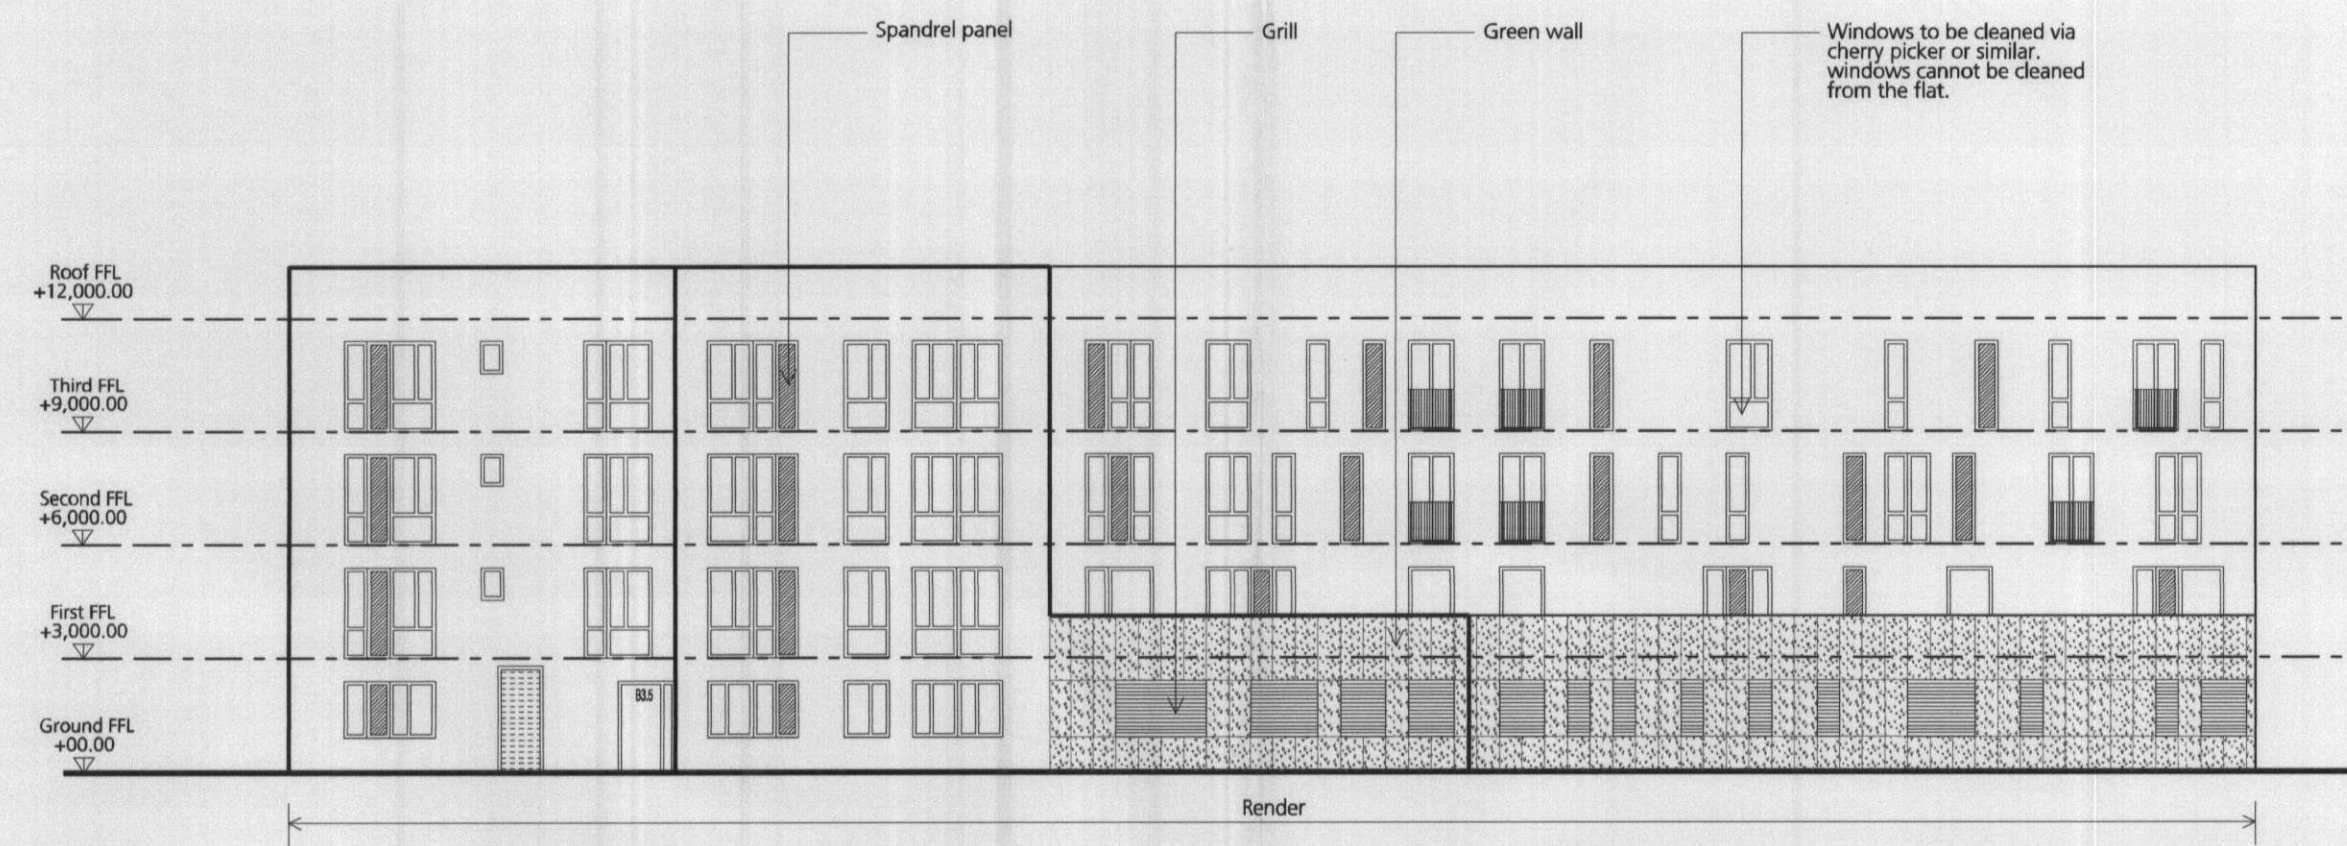 Spandrel panel
Grill
Green wall
Windows to be cleaned via
cherry picker or similar.
windows cannot be cleaned
from the flat.
Roof FFL
+12,000.00
Third FFL
+9,000.00
Second FFL
+6,000.00
First FFL
+3,000.00
B3.5
Ground FFL
+00.00
Render